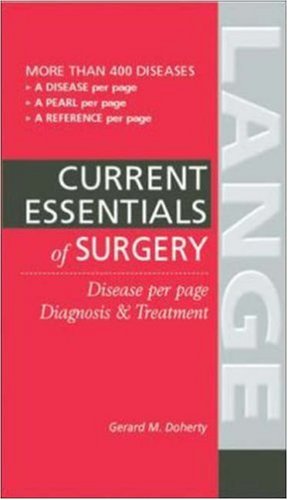 MORE THAN 400 DISEASES
A DISEASE per page
A PEARL per page
A REFERENCE per page
LANGE
CURRENT
ESSENTIALS
of SURGERY
Disease per page
Diagnosis & Treatment
Gerard M. Doherty